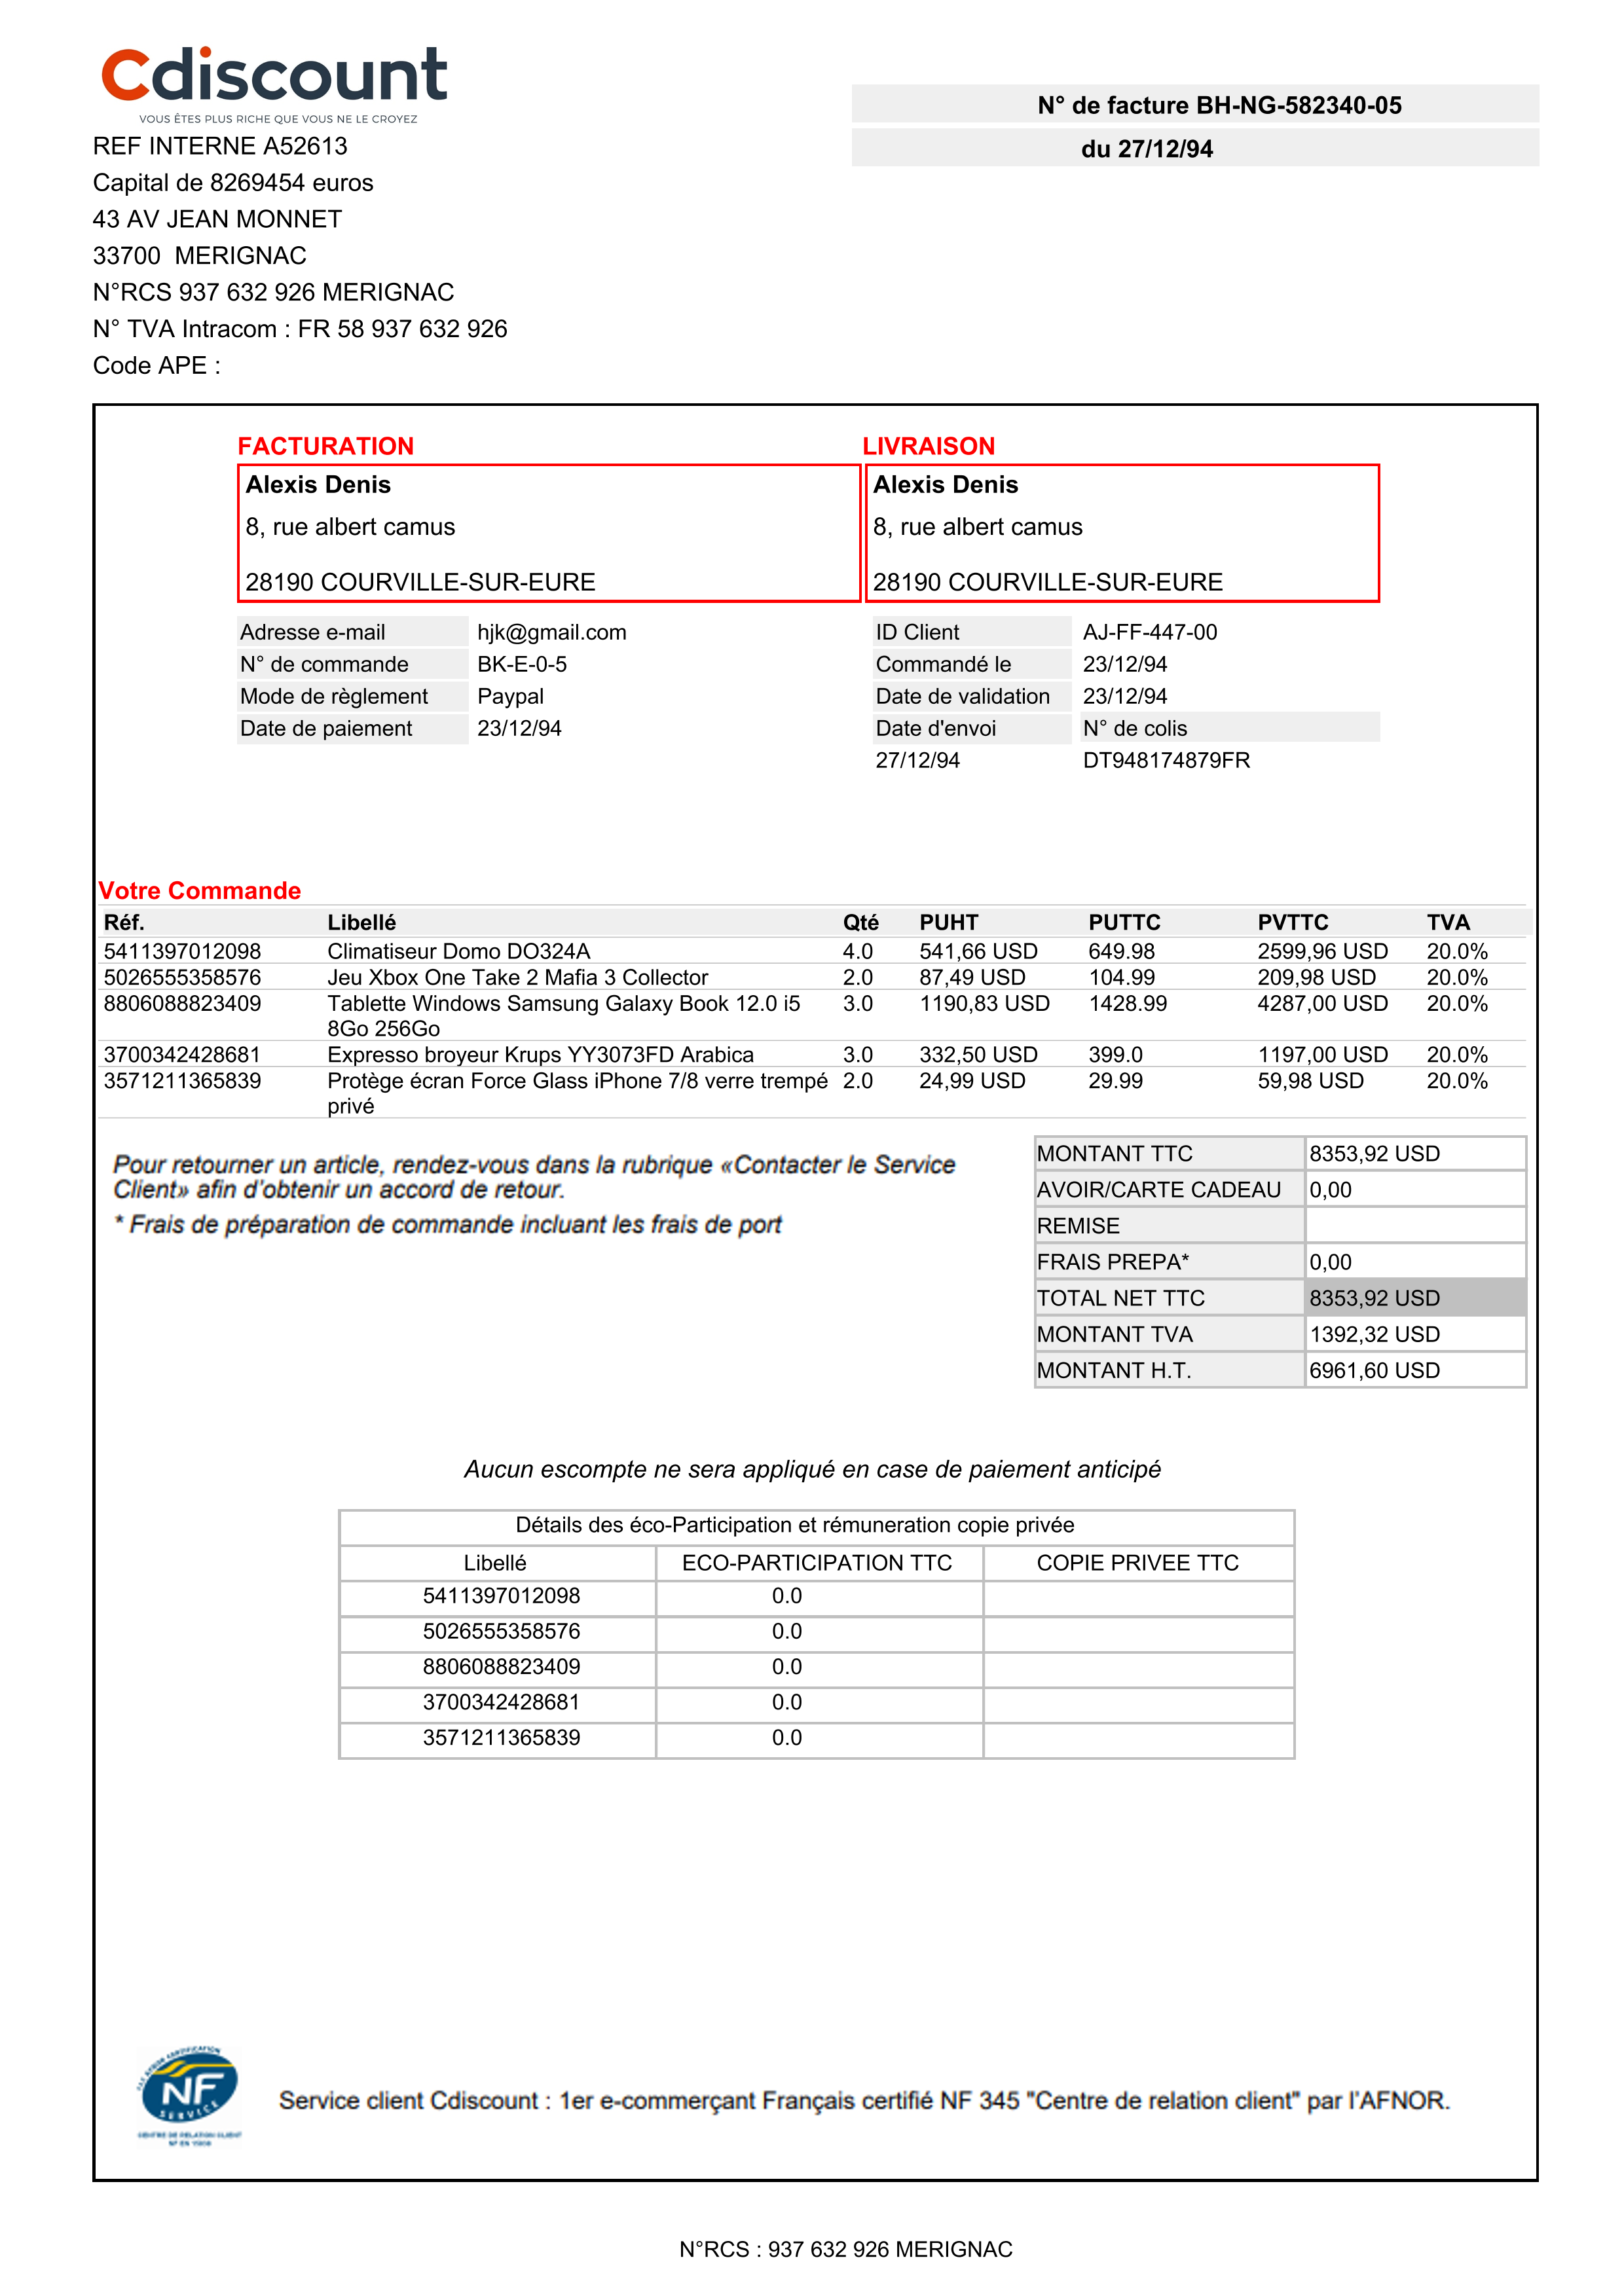 Cdiscount
VOUS ÊTES PLUS RICHE QUE VOUS NE LE CROYEZ
REF INTERNE A52613
Capital de 8269454 euros
43 AV JEAN MONNET
33700 MERIGNAC
N°RCS 937 632 926 MERIGNAC
N° TVA Intracom : FR 58 937 632 926
Code APE :
N° de facture BH-NG-582340-05
du 27/12/94
FACTURATION
Alexis Denis
8, rue albert camus
28190 COURVILLE-SUR-EURE
LIVRAISON
Alexis Denis
8, rue albert camus
28190 COURVILLE-SUR-EURE
Adresse e-mail hjk@gmail.com
N° de commande BK-E-0-5
Mode de règlement Paypal
Date de paiement 23/12/94
ID Client AJ-FF-447-00
Commandé le 23/12/94
Date de validation 23/12/94
Date d'envoi N° de colis
27/12/94 DT948174879FR
Votre Commande
Réf. Libellé Qté PUHT PUTTC PVTTC TVA
5411397012098 Climatiseur Domo DO324A 4.0 541,66 USD 649.98 2599,96 USD 20.0%
5026555358576 Jeu Xbox One Take 2 Mafia 3 Collector 2.0 87,49 USD 104.99 209,98 USD 20.0%
8806088823409 Tablette Windows Samsung Galaxy Book 12.0 i5 3.0 1190,83 USD 1428.99 4287,00 USD 20.0%
8Go 256Go
3700342428681 Expresso broyeur Krups YY3073FD Arabica 3.0 332,50 USD 399.0 1197,00 USD 20.0%
3571211365839 Protège écran Force Glass iPhone 7/8 verre trempé 2.0 24,99 USD 29.99 59,98 USD 20.0%
privé
Pour retourner un article, rendez-vous dans la rubrique «Contacter le Service
Client» afin d'obtenir un accord de retour.
* Frais de préparation de commande incluant les frais de port
MONTANT TTC 8353,92 USD
AVOIR/CARTE CADEAU 0,00
REMISE
FRAIS PREPA* 0,00
TOTAL NET TTC 8353,92 USD
MONTANT TVA 1392,32 USD
MONTANT H.T. 6961,60 USD
Aucun escompte ne sera appliqué en case de paiement anticipé
Détails des éco-Participation et rémuneration copie privée
Libellé ECO-PARTICIPATION TTC COPIE PRIVEE TTC
5411397012098 0.0
5026555358576 0.0
8806088823409 0.0
3700342428681 0.0
3571211365839 0.0
NF
SERVICE
CENTRE DE RELATION CLIENT
Service client Cdiscount : 1er e-commerçant Français certifié NF 345 "Centre de relation client" par l'AFNOR.
N°RCS : 937 632 926 MERIGNAC